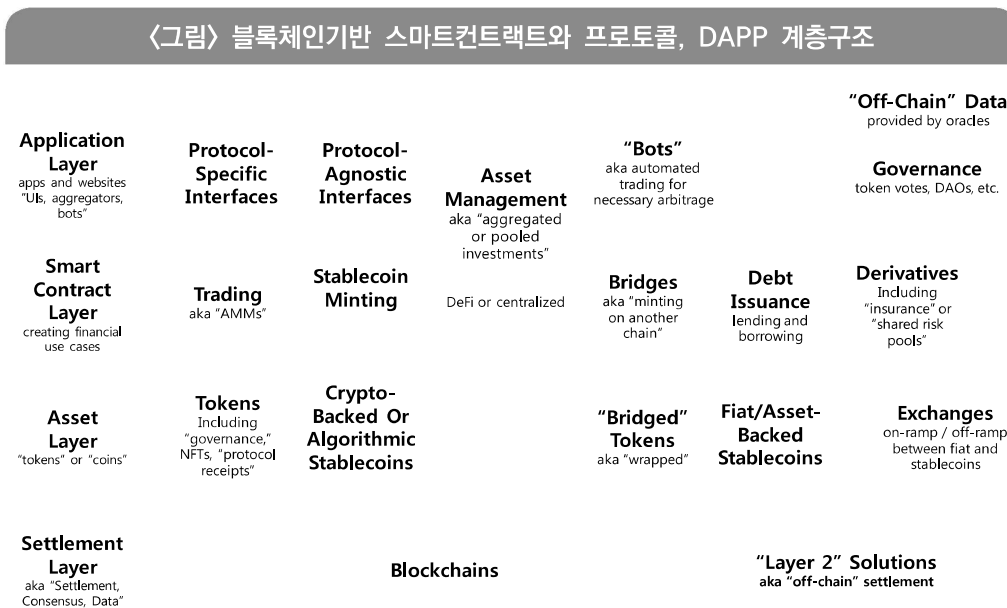 〈그림〉 블록체인기반 스마트컨트랙트와 프로토콜, DAPP 계층구조
"Off-Chain" Data
provided by oracles
Application
Layer
apps and websites
"UIs, aggregators,
bots"
Protocol-
Specific
Interfaces
Protocol-
Agnostic
Interfaces
Asset
Management
aka "aggregated
or pooled
investments"
"Bots"
aka automated
trading for
necessary arbitrage
Governance
token votes, DAOs, etc.
Smart
Contract
Layer
creating financial
use cases
Trading
aka "AMMs"
Stablecoin
Minting
DeFi or centralized
Bridges
aka "minting
on another
chain"
Debt
Issuance
lending and
borrowing
Derivatives
Including
"insurance" or
"shared risk
pools"
Asset
Layer
"tokens" or "coins"
Tokens
Including
"governance,"
NFTs, "protocol
receipts"
Crypto-
Backed Or
Algorithmic
Stablecoins
"Bridged"
Tokens
aka "wrapped"
Fiat/Asset-
Backed
Stablecoins
Exchanges
on-ramp / off-ramp
between fiat and
stablecoins
Settlement
Layer
aka "Settlement,
Consensus, Data"
Blockchains
"Layer 2" Solutions
aka "off-chain" settlement